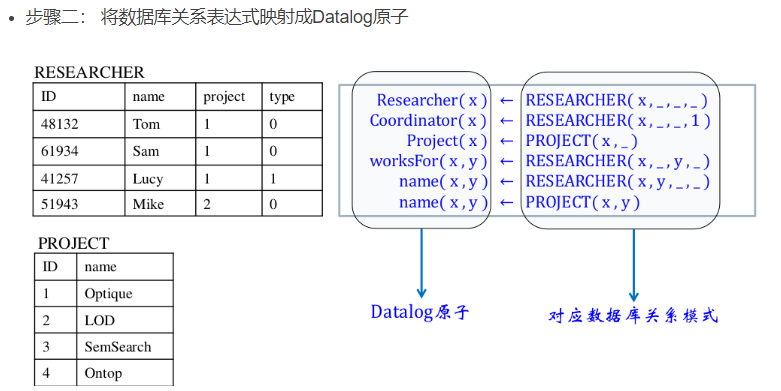 • 步骤二： 将数据库关系表达式映射成Datalog原子
RESEARCHER
ID name project type
48132 Tom 1 0
61934 Sam 1 0
41257 Lucy 1 1
51943 Mike 2 0
PROJECT
ID name
1 Optique
2 LOD
3 SemSearch
4 Ontop
Researcher(x) ← RESEARCHER(x,_,_,_)
Coordinator(x) ← RESEARCHER(x,_,_,1)
Project(x) ← PROJECT(x,_)
worksFor(x,y) ← RESEARCHER(x,_,y,_)
name(x,y) ← RESEARCHER(x,y,_,_)
name(x,y) ← PROJECT(x,y)
Datalog原子
对应数据库关系模式